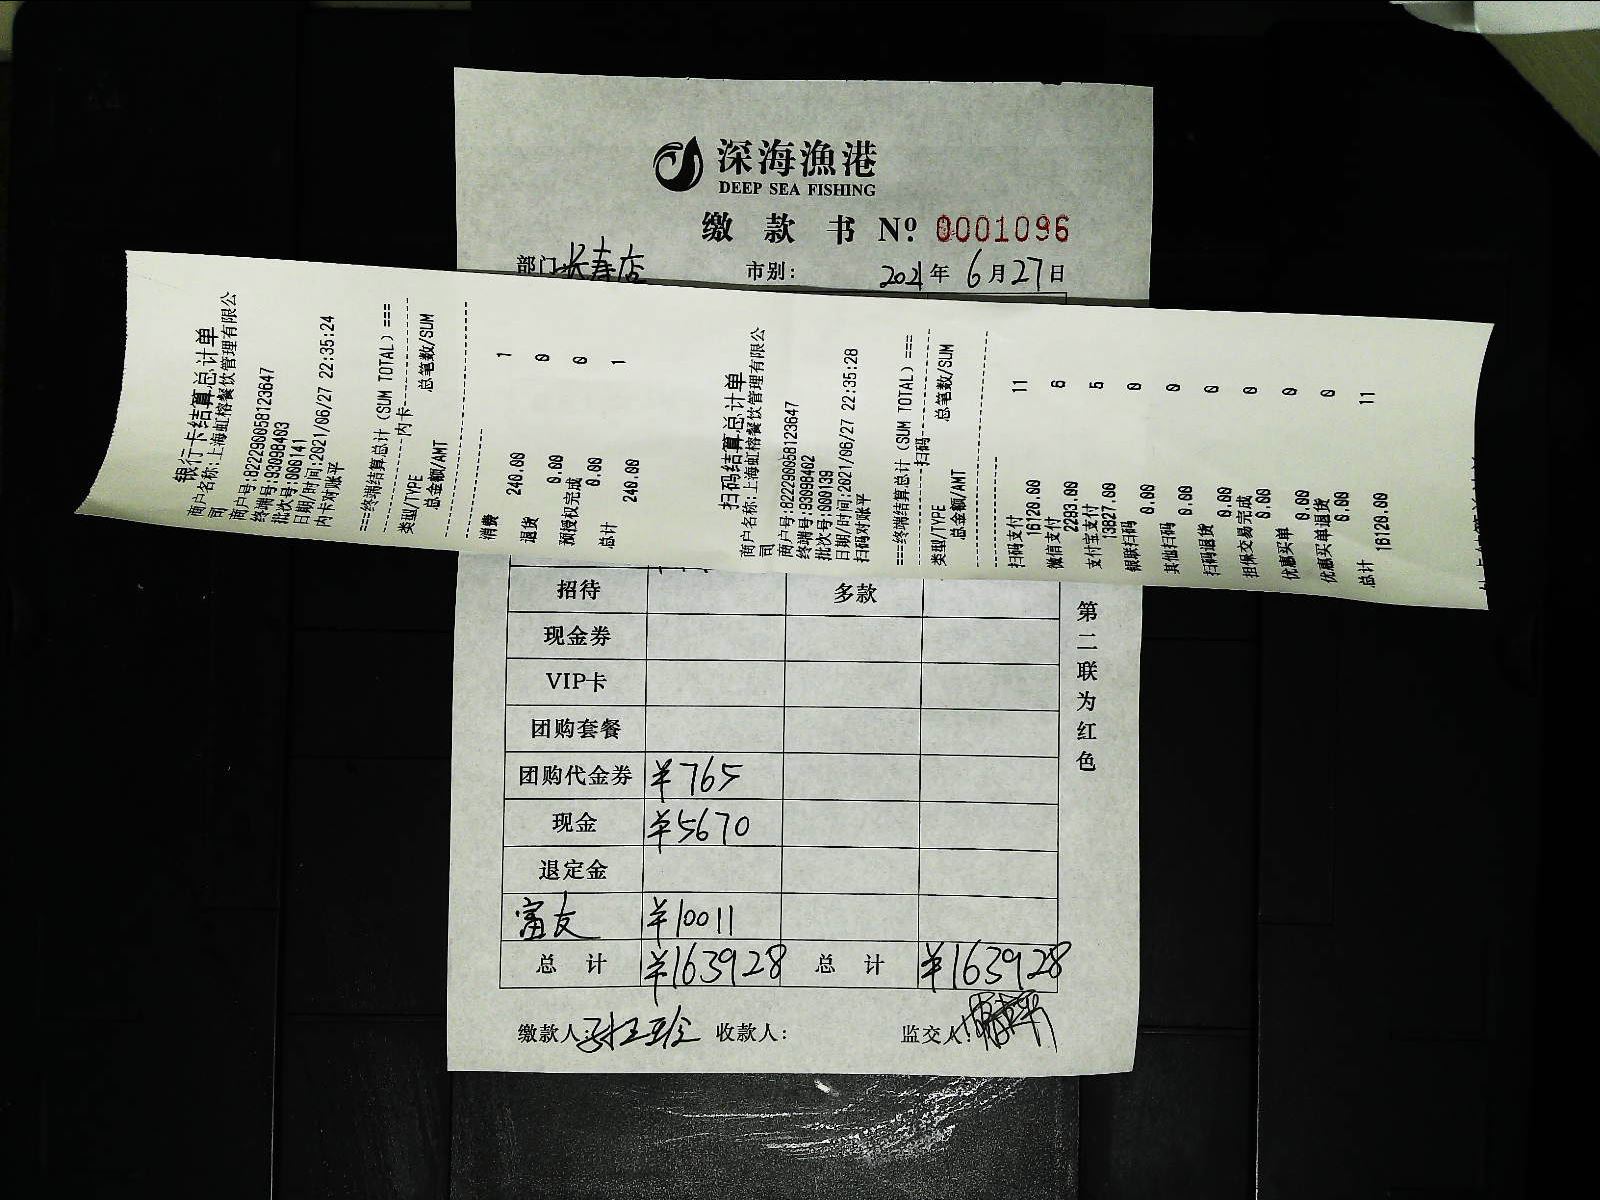 深海漁港
DEEP SEA FISHING
缴款书 Nº 0001096
部门 长寿店 市别: 2021年6月27日
银行卡结算总计单
商户名称:上海虹榕餐饮管理有限公
司
商户号:822290058123647
终端号:93098403
批次号:006141
日期/时间:2021/06/27 22:35:24
内卡对账平
===终端结算总计(SUM TOTAL)===
内卡
类型/TYPE 总笔数/SUM
总金额/AMT
消费 1
240.00
退货 0
0.00
预授权完成 0
0.00
总计 1
240.00
扫码结算总计单
商户名称:上海虹榕餐饮管理有限公
司
商户号:822290058123647
终端号:93098402
批次号:000139
日期/时间:2021/06/27 22:35:28
扫码对账平
===终端结算总计(SUM TOTAL)===
扫码
类型/TYPE 总笔数/SUM
总金额/AMT
扫码支付 11
16120.00
微信支付 6
2293.00
支付宝支付 5
13827.00
银联扫码 0
0.00
其他扫码 0
0.00
扫码退货 0
0.00
担保交易完成 0
0.00
优惠买单 0
0.00
优惠买单退货 0
0.00
总计 11
16120.00
招待 多款
现金券
VIP卡
团购套餐
团购代金券 ¥765
现金 ¥5670
退定金
富友 ¥10011
总计 ¥163928 总计 ¥163928
缴款人: 收款人: 监交人:
第二联为红色